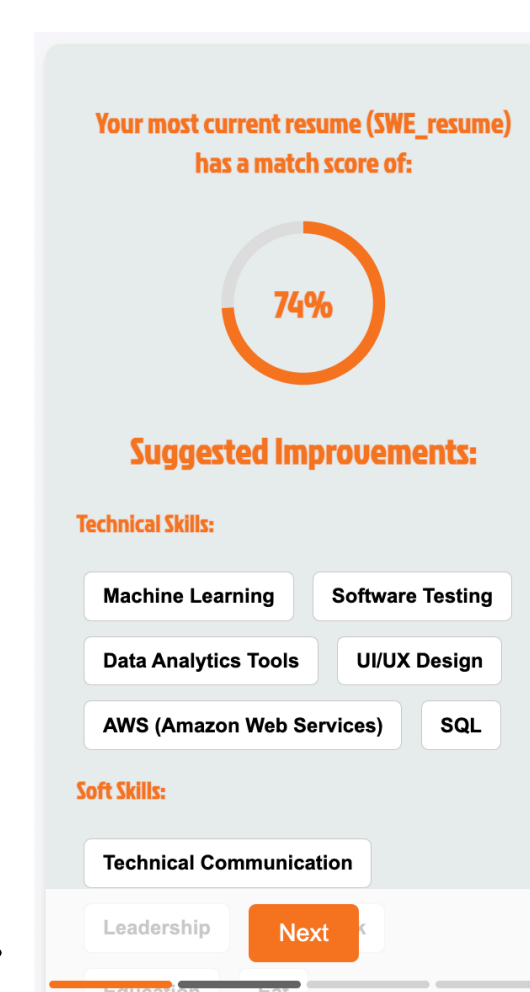 Your most current resume (SWE_resume)
has a match score of:
74%
Suggested Improvements:
Technical Skills:
Machine Learning
Software Testing
Data Analytics Tools
UI/UX Design
AWS (Amazon Web Services)
SQL
Soft Skills:
Technical Communication
Leadership
Next
Education